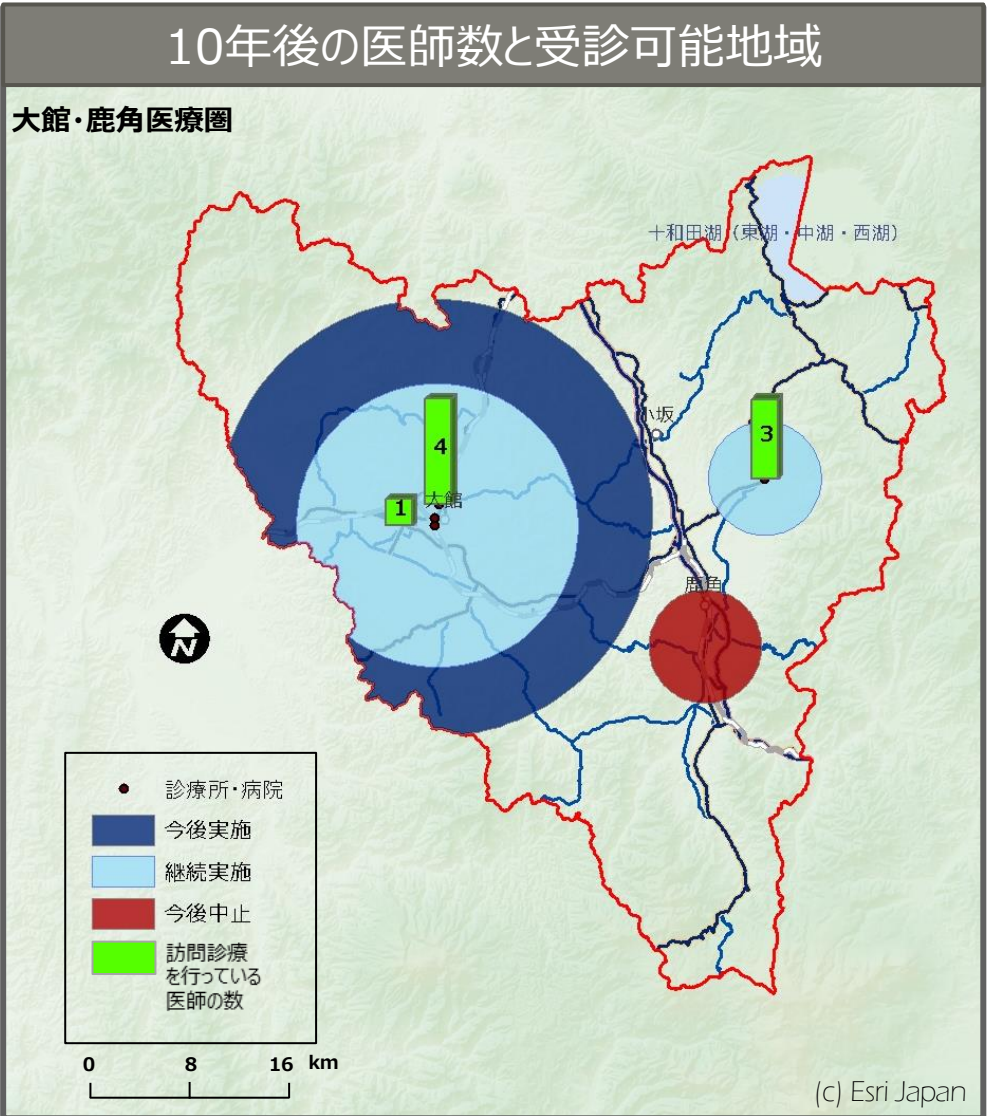 10年後の医師数と受診可能地域
大館・鹿角医療圏
十和田湖（東湖・中湖・西湖）
小坂
4
3
1
大館
鹿角
N
診療所・病院
今後実施
継続実施
今後中止
訪問診療
を行っている
医師の数
0 8 16 km
(c) Esri Japan